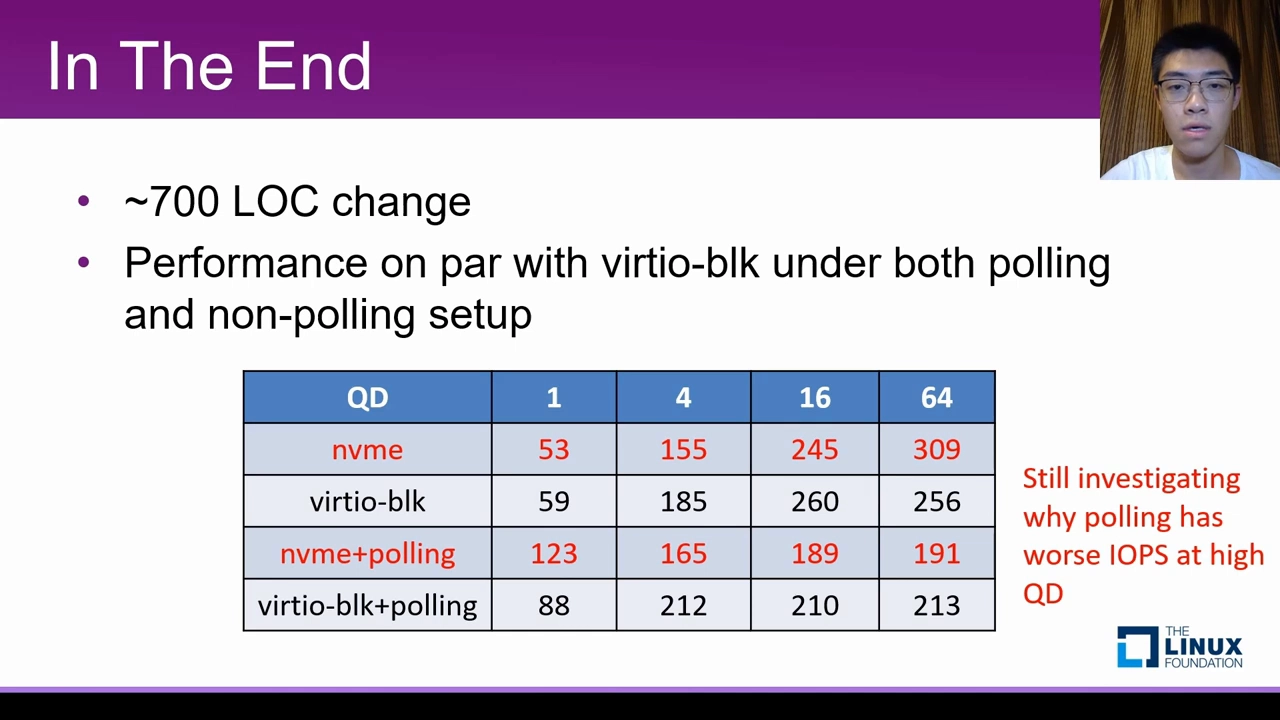 In The End
• ~700 LOC change
• Performance on par with virtio-blk under both polling
and non-polling setup
QD 1 4 16 64
nvme 53 155 245 309
virtio-blk 59 185 260 256
nvme+polling 123 165 189 191
virtio-blk+polling 88 212 210 213
Still investigating
why polling has
worse IOPS at high
QD
THE
LINUX
FOUNDATION